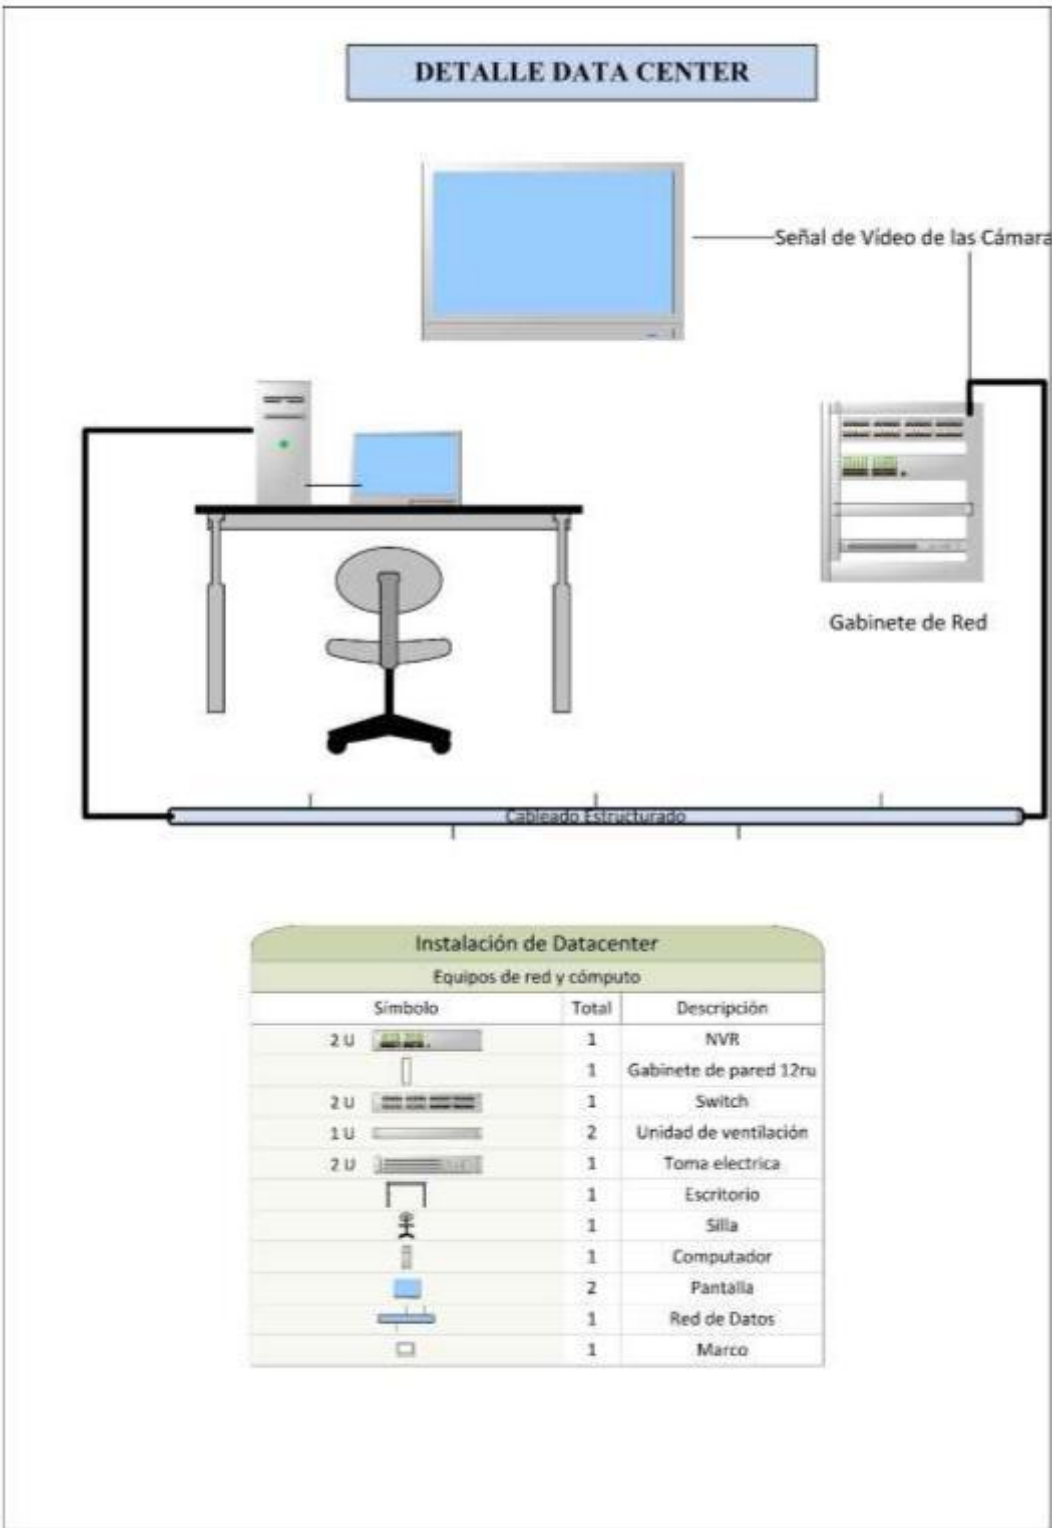 DETALLE DATA CENTER
Señal de Vídeo de las Cámara
Gabinete de Red
Cableado Estructurado
Instalación de Datacenter
Equipos de red y cómputo
Símbolo Total Descripción
2 U 1 NVR
1 Gabinete de pared 12ru
2 U 1 Switch
1 U 2 Unidad de ventilación
2 U 1 Toma electrica
1 Escritorio
1 Silla
1 Computador
2 Pantalla
1 Red de Datos
1 Marco